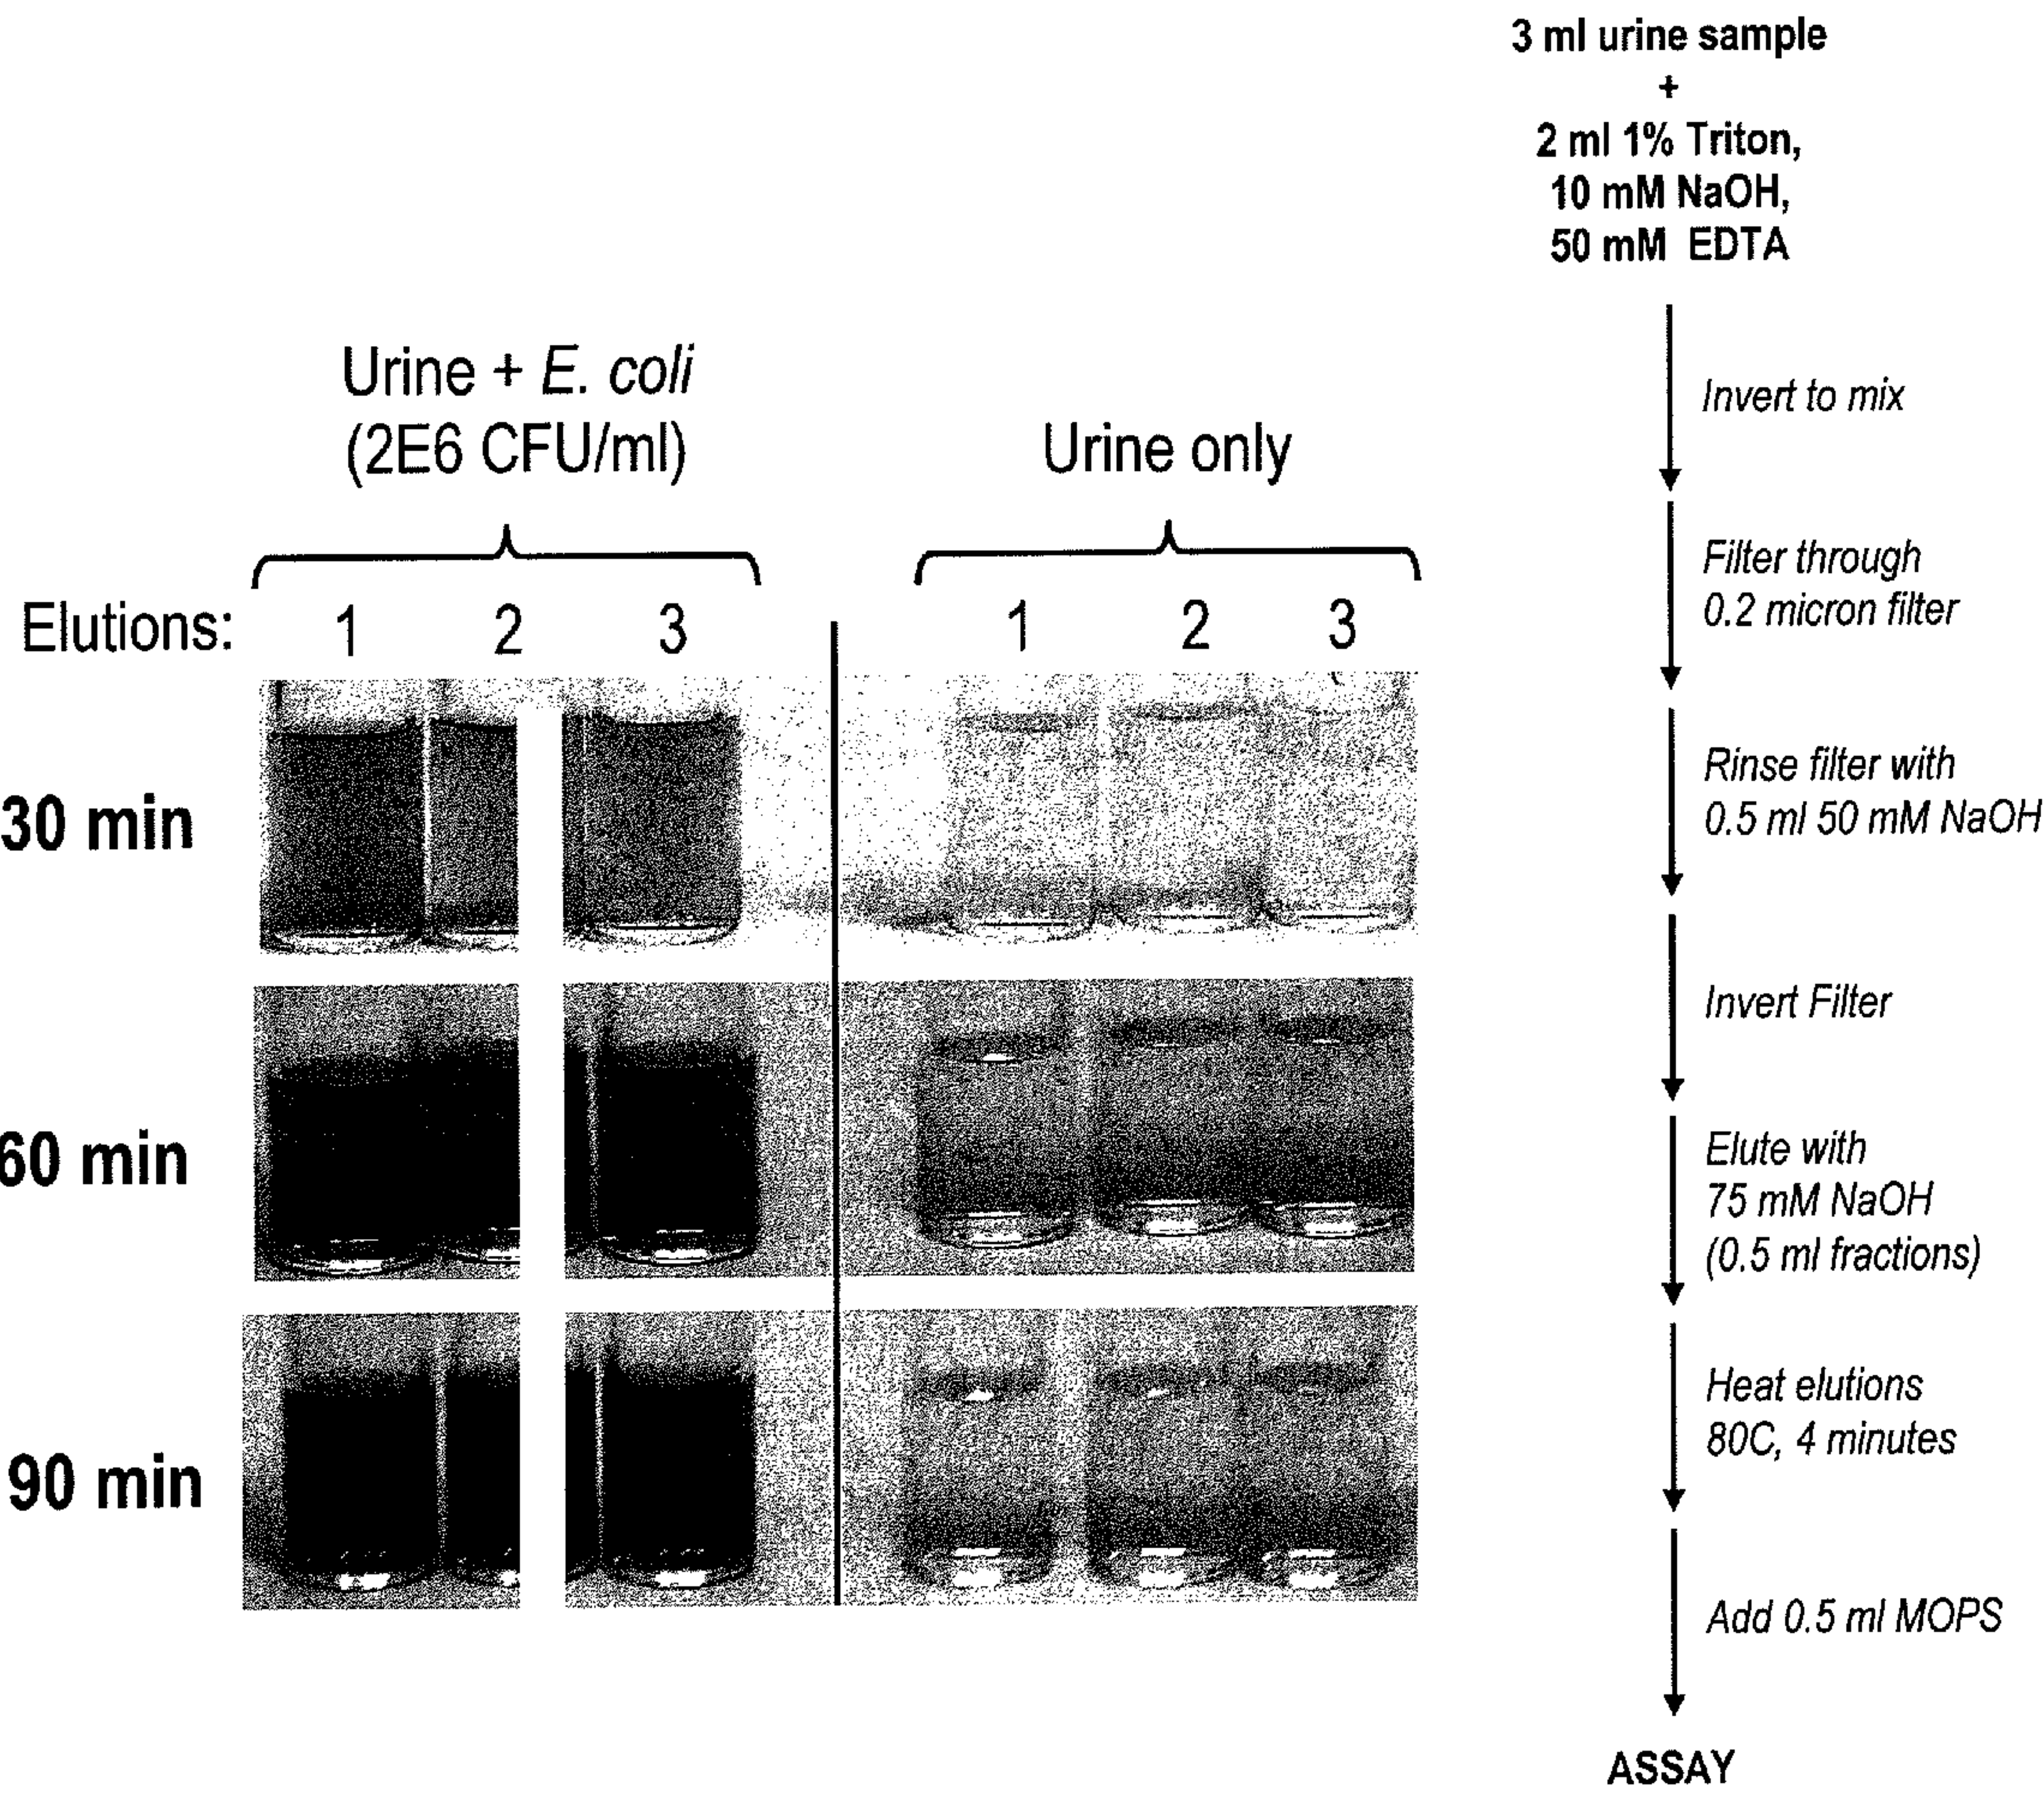 3 ml urine sample
+
2 ml 1% Triton,
10 mM NaOH,
50 mM EDTA
Invert to mix
Filter through
0.2 micron filter
Rinse filter with
0.5 ml 50 mM NaOH
Invert Filter
Elute with
75 mM NaOH
(0.5 ml fractions)
Heat elutions
80C, 4 minutes
Add 0.5 ml MOPS
ASSAY
Urine + E. coli
(2E6 CFU/ml)
Urine only
Elutions: 1 2 3 1 2 3
30 min
60 min
90 min